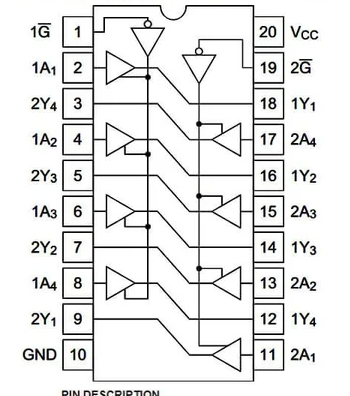 1G̅ 1 20 VCC
1A1 2 19 2G̅
2Y4 3 18 1Y1
1A2 4 17 2A4
2Y3 5 16 1Y2
1A3 6 15 2A3
2Y2 7 14 1Y3
1A4 8 13 2A2
2Y1 9 12 1Y4
GND 10 11 2A1
PIN DESCRIPTION